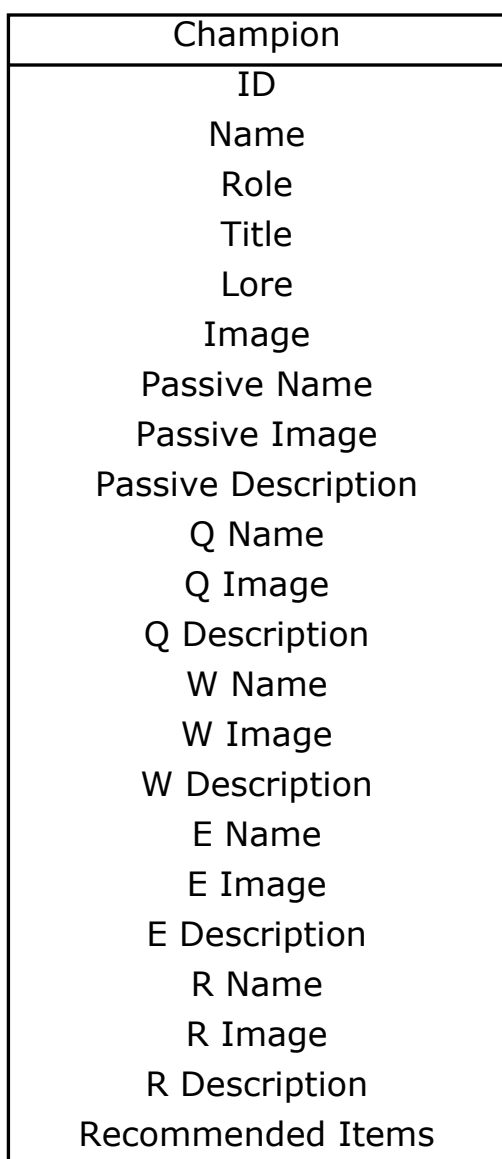 Champion
ID
Name
Role
Title
Lore
Image
Passive Name
Passive Image
Passive Description
Q Name
Q Image
Q Description
W Name
W Image
W Description
E Name
E Image
E Description
R Name
R Image
R Description
Recommended Items